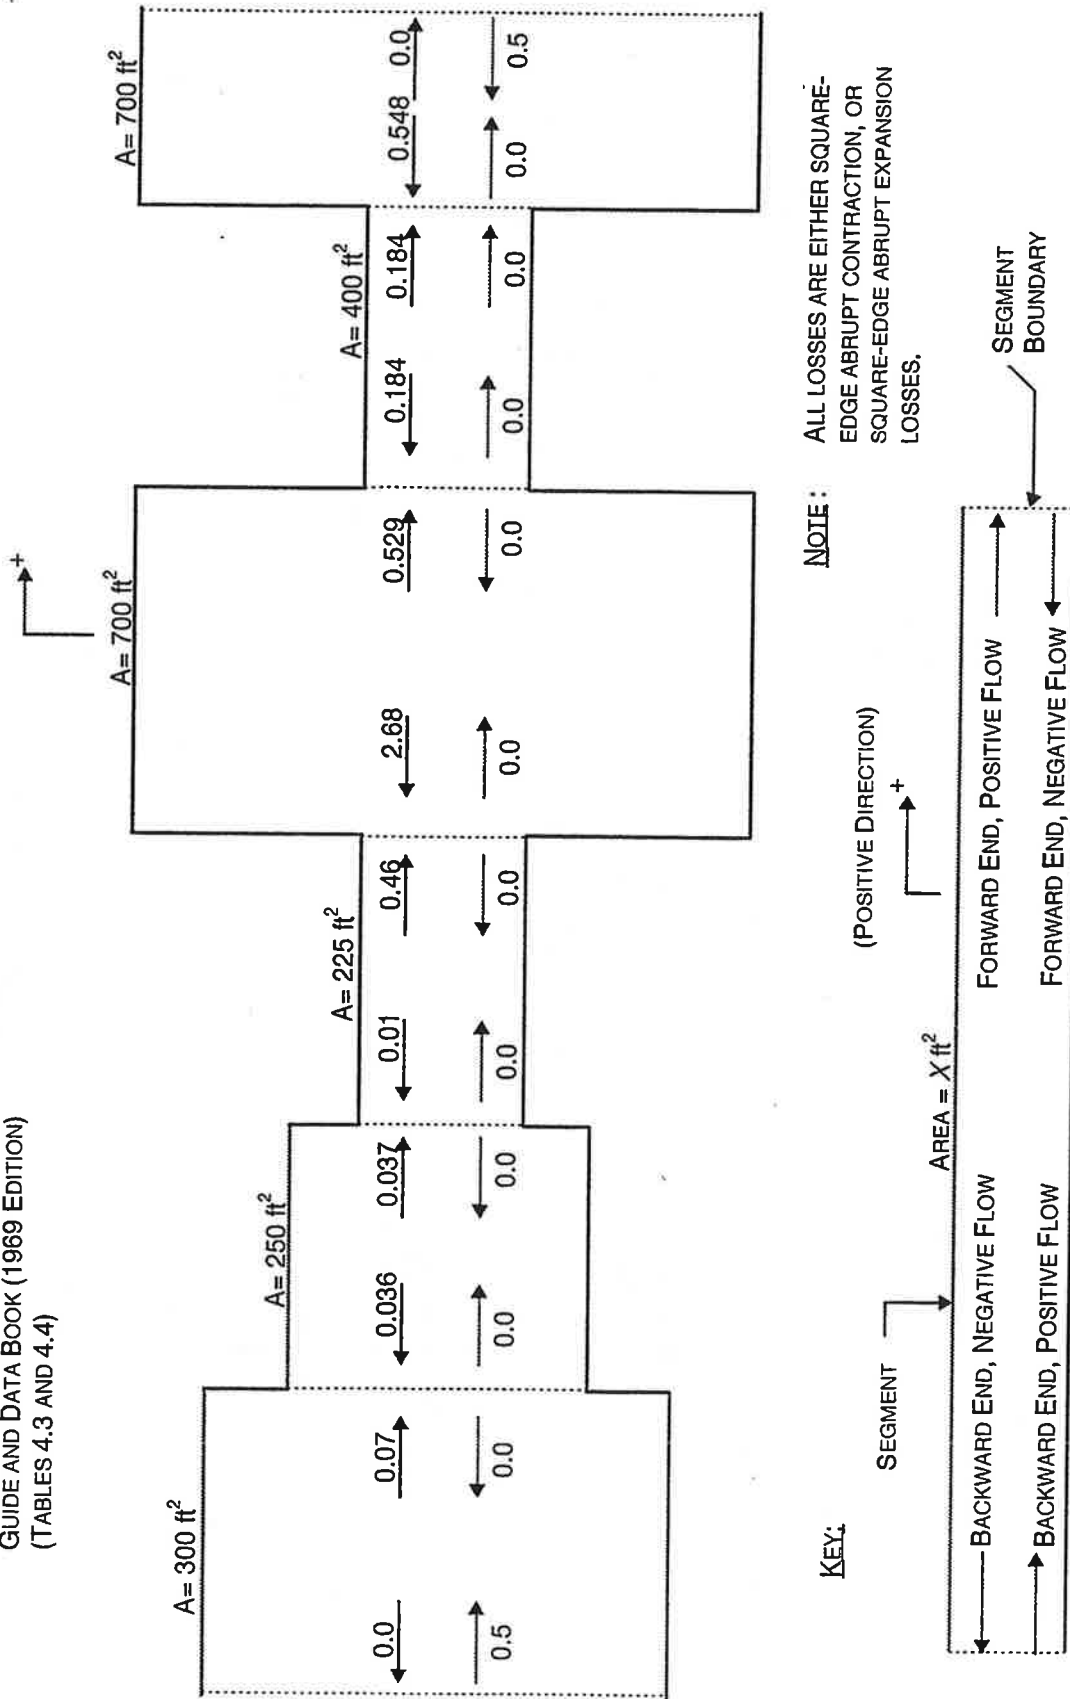 GUIDE AND DATA BOOK (1969 EDITION)
(TABLES 4.3 AND 4.4)
+
A= 300 ft²
A= 250 ft²
A= 225 ft²
A= 700 ft²
A= 400 ft²
A= 700 ft²
0.0
0.07
0.036
0.037
0.01
0.46
2.68
0.529
0.184
0.184
0.548
0.0
0.5
0.0
0.0
0.0
0.0
0.0
0.0
0.0
0.0
0.0
0.0
0.5
NOTE: ALL LOSSES ARE EITHER SQUARE-
EDGE ABRUPT CONTRACTION, OR
SQUARE-EDGE ABRUPT EXPANSION
LOSSES.
KEY:
(POSITIVE DIRECTION)
+
SEGMENT
AREA = X ft²
SEGMENT
BOUNDARY
BACKWARD END, NEGATIVE FLOW
FORWARD END, POSITIVE FLOW
BACKWARD END, POSITIVE FLOW
FORWARD END, NEGATIVE FLOW